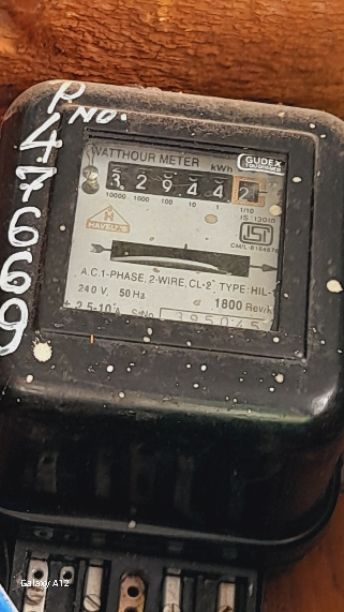 P NO.
47669
WATTHOUR METER
kWh
GUDEX
3 2 9 4 4 2
10000 1000 100 10 1 1/10
IS 13010
HAVELL'S
ISI
A.C.1-PHASE, 2-WIRE, CL-2 TYPE:HIL-
240 V. 50 Hz
1800 Rev/k
2.5-10 A SrNo
Galaxy A12